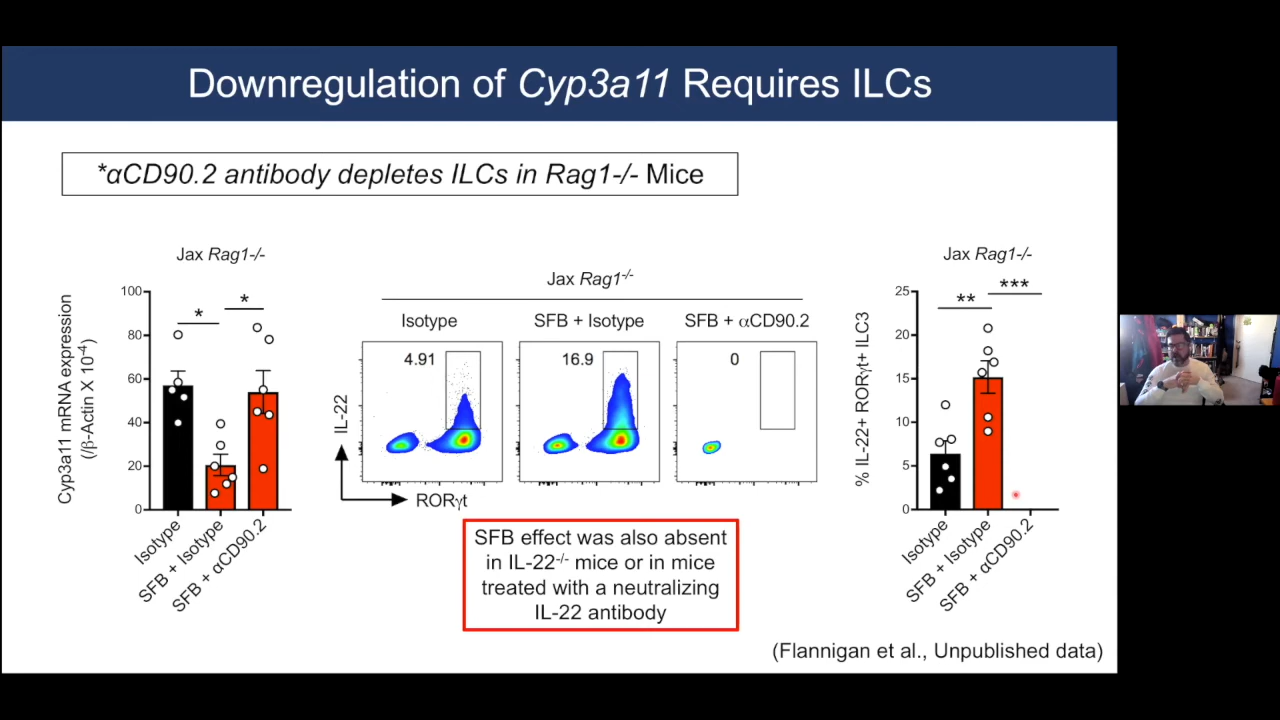 Downregulation of Cyp3a11 Requires ILCs
*αCD90.2 antibody depletes ILCs in Rag1-/- Mice
Jax Rag1-/-
Cyp3a11 mRNA expression
(/β-Actin X 10⁻⁴)
100
80
60
40
20
0
*
*
Isotype
SFB + Isotype
SFB + αCD90.2
Jax Rag1⁻/⁻
Isotype
SFB + Isotype
SFB + αCD90.2
4.91
16.9
0
IL-22
RORγt
SFB effect was also absent
in IL-22⁻/⁻ mice or in mice
treated with a neutralizing
IL-22 antibody
Jax Rag1-/-
% IL-22+ RORγt+ ILC3
25
20
15
10
5
0
**
***
Isotype
SFB + Isotype
SFB + αCD90.2
(Flannigan et al., Unpublished data)